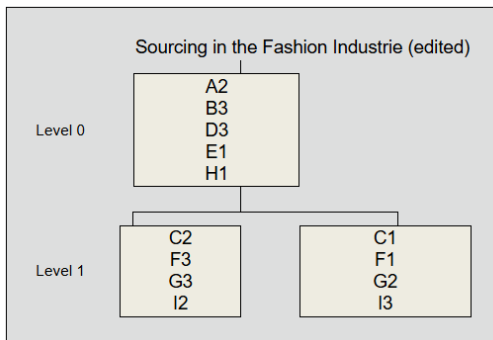 Sourcing in the Fashion Industrie (edited)
Level 0
A2
B3
D3
E1
H1
Level 1
C2
F3
G3
I2
C1
F1
G2
I3